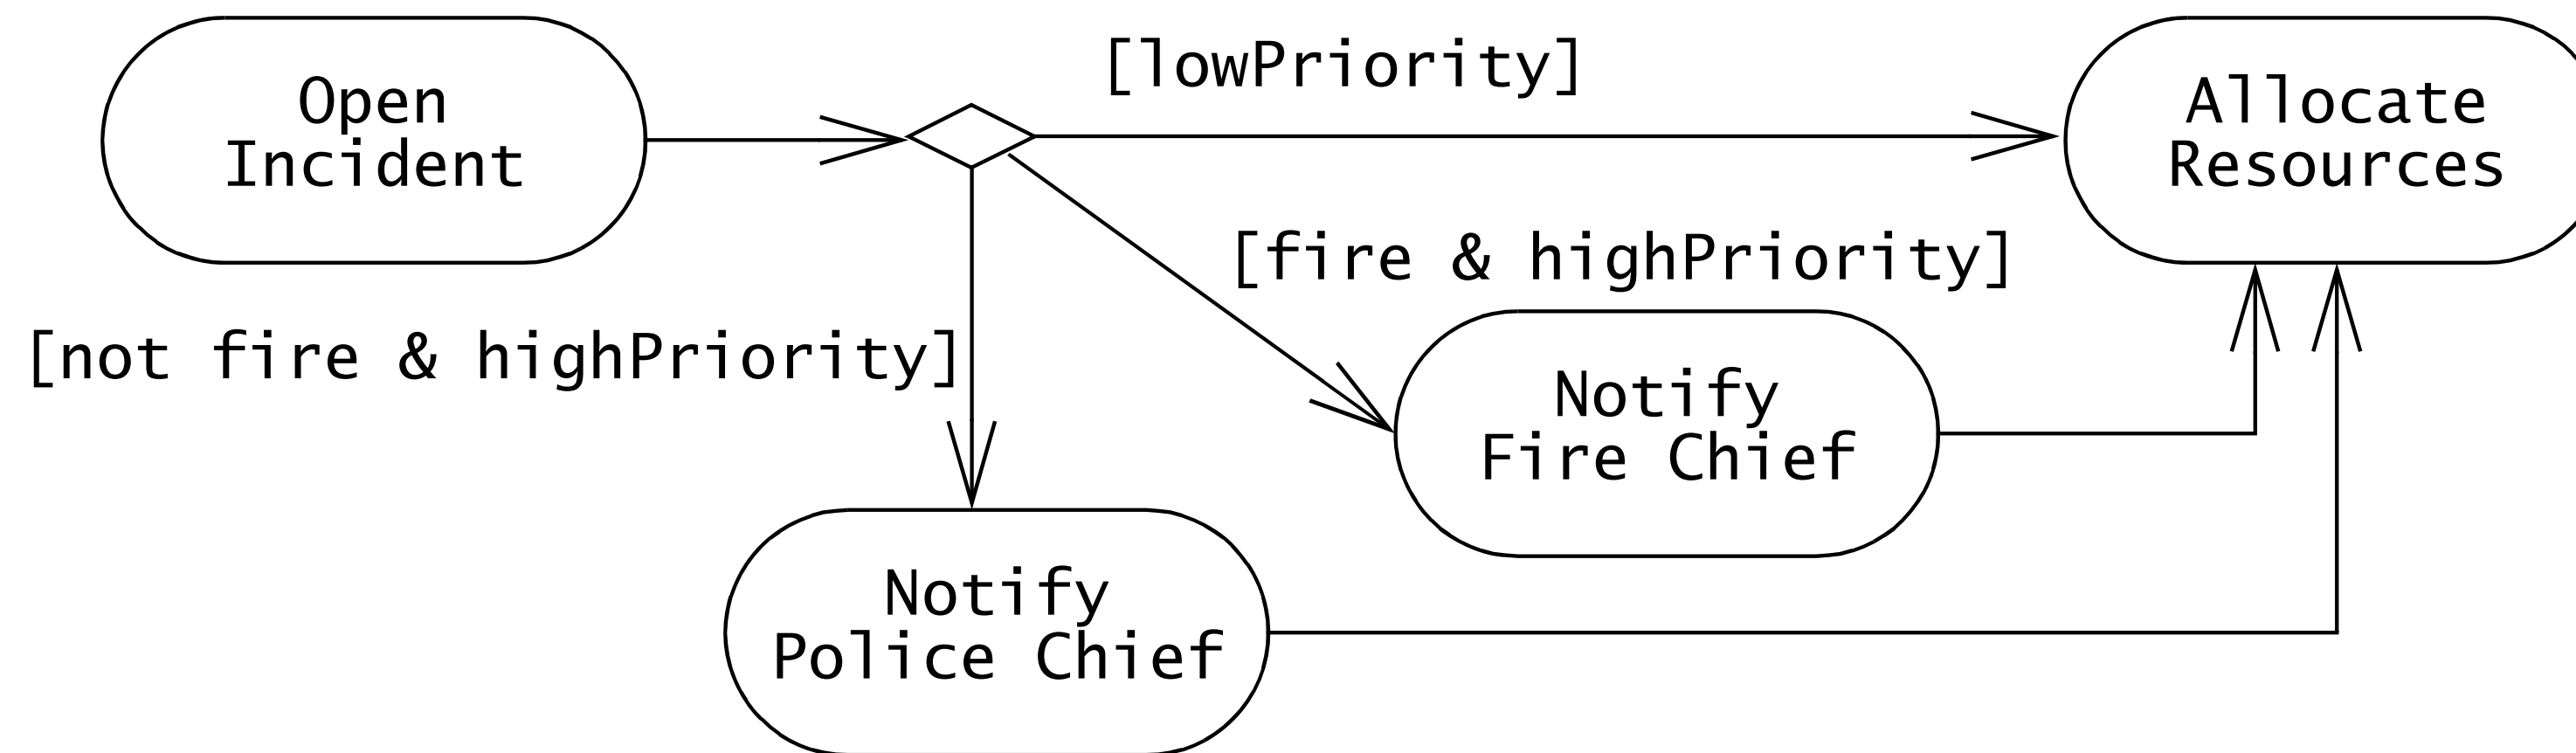 [lowPriority]
Open
Incident
Allocate
Resources
[fire & highPriority]
[not fire & highPriority]
Notify
Fire Chief
Notify
Police Chief